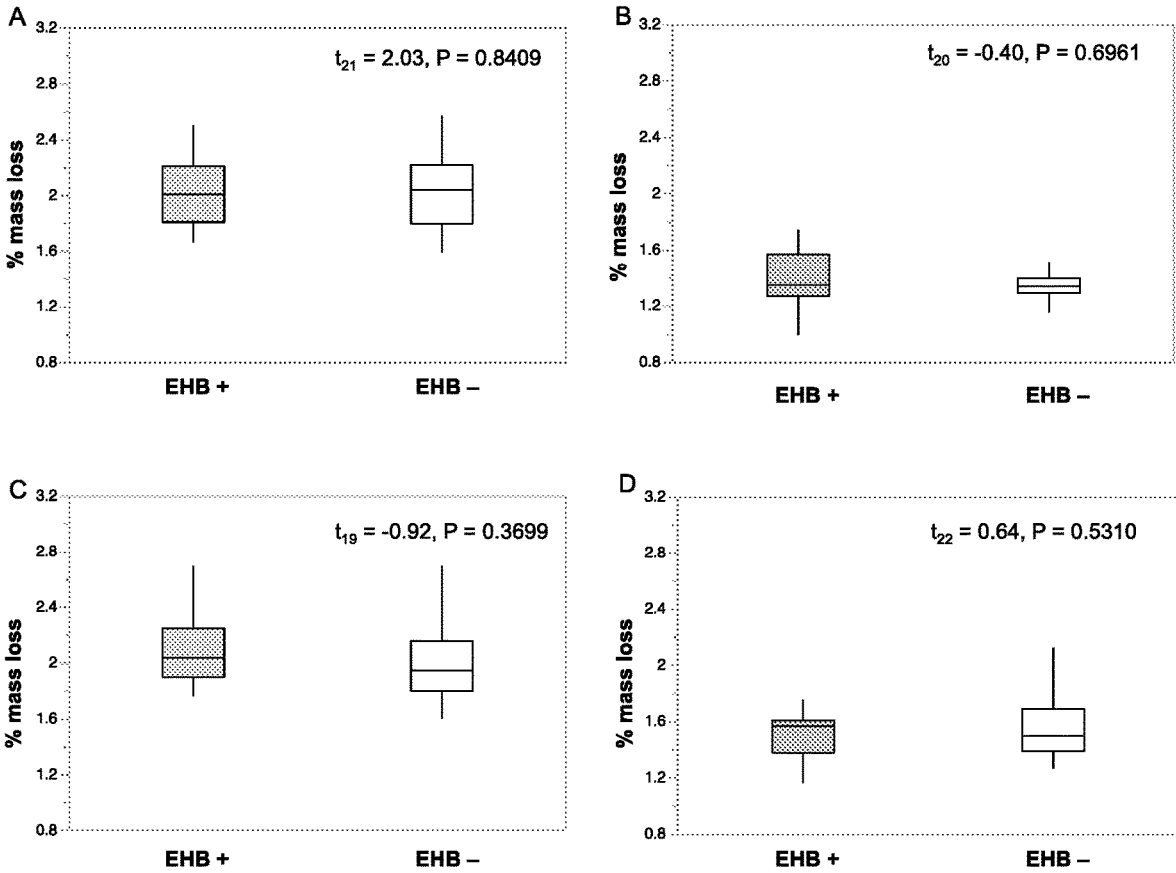 A
3.2
2.8
2.4
2
1.6
1.2
0.8
% mass loss
t21 = 2.03, P = 0.8409
EHB +
EHB –
B
3.2
2.8
2.4
2
1.6
1.2
0.8
% mass loss
t20 = -0.40, P = 0.6961
EHB +
EHB –
C
3.2
2.8
2.4
2
1.6
1.2
0.8
% mass loss
t19 = -0.92, P = 0.3699
EHB +
EHB –
D
3.2
2.8
2.4
2
1.6
1.2
0.8
% mass loss
t22 = 0.64, P = 0.5310
EHB +
EHB –